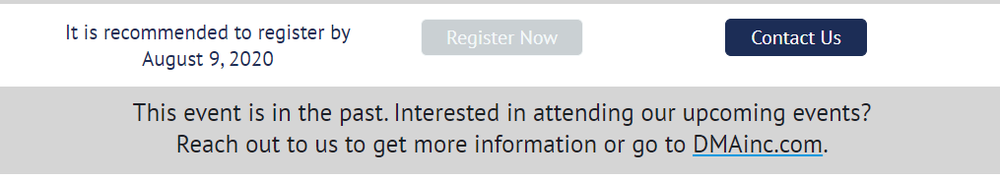 It is recommended to register by
August 9, 2020
Register Now
Contact Us
This event is in the past. Interested in attending our upcoming events?
Reach out to us to get more information or go to DMAinc.com.